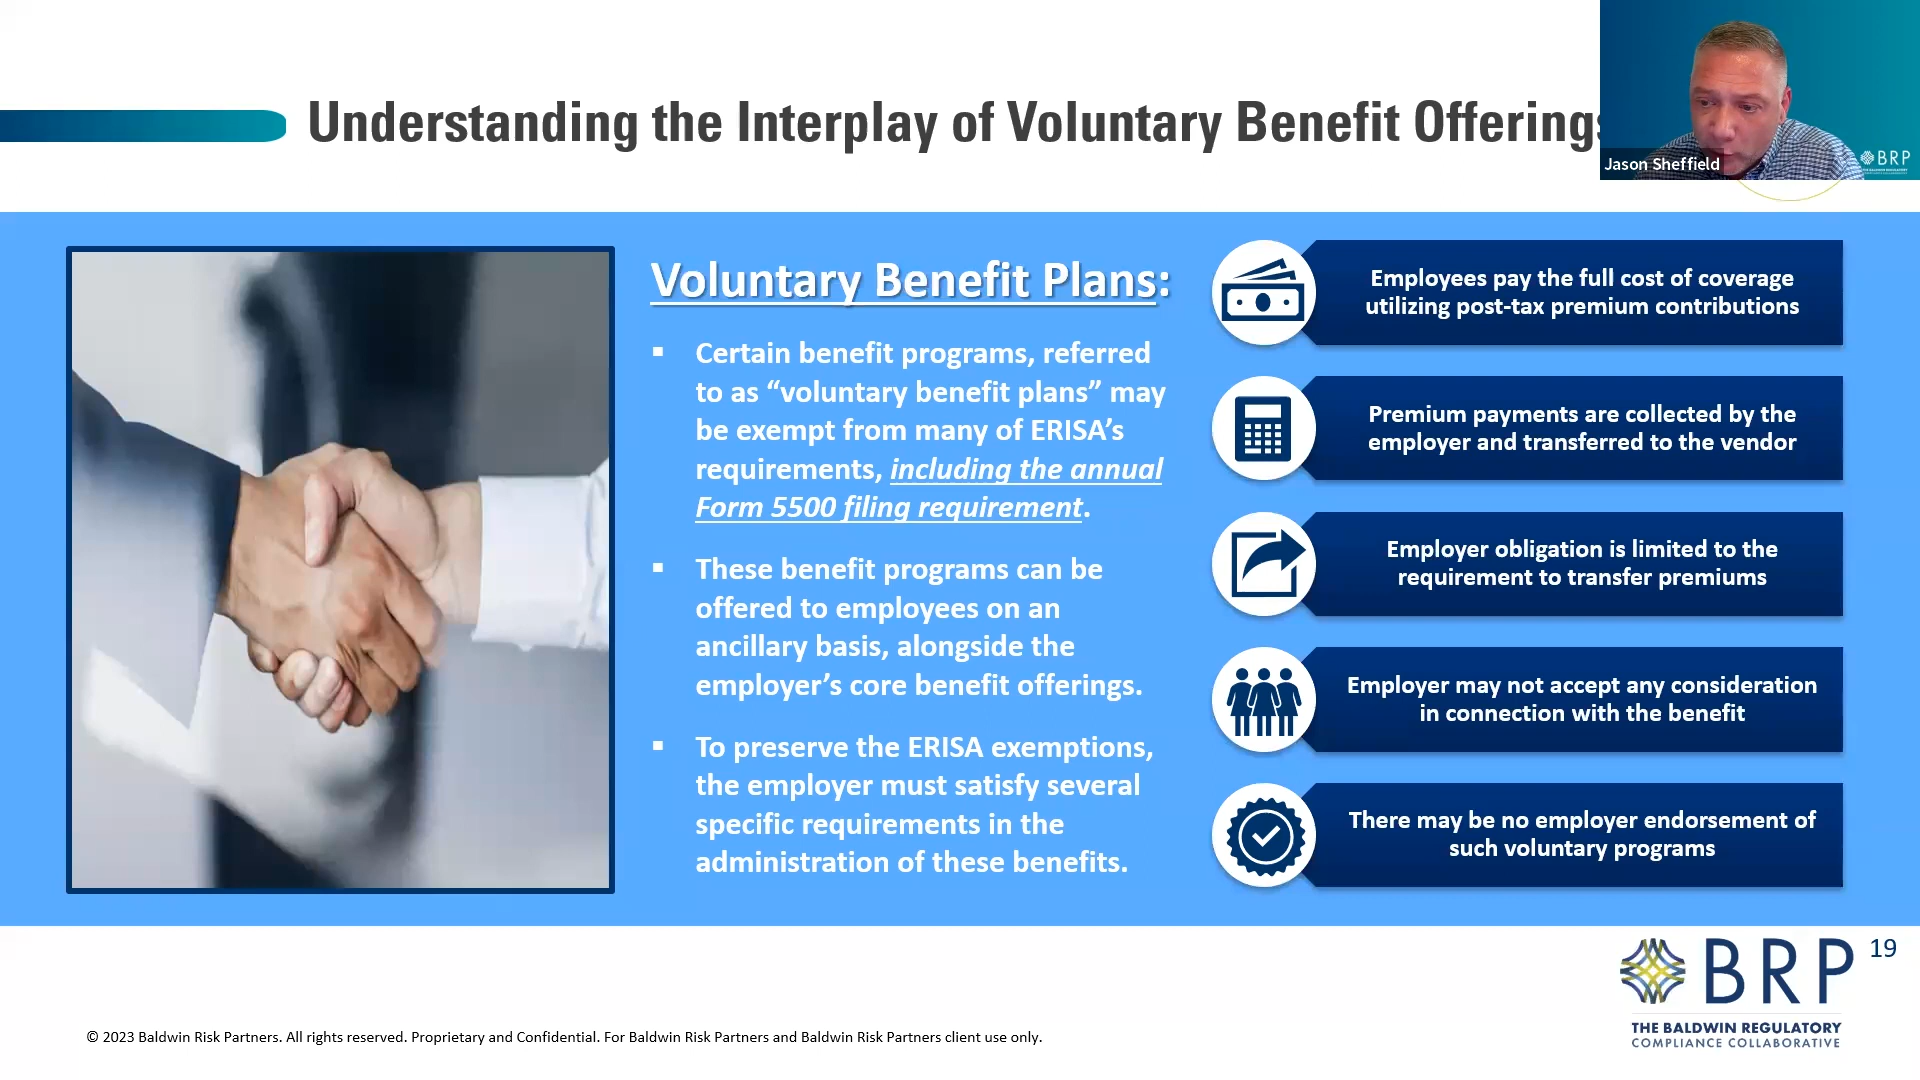 Understanding the Interplay of Voluntary Benefit Offerings
Jason Sheffield
BRP
Voluntary Benefit Plans:
▪ Certain benefit programs, referred
to as “voluntary benefit plans” may
be exempt from many of ERISA’s
requirements, including the annual
Form 5500 filing requirement.
▪ These benefit programs can be
offered to employees on an
ancillary basis, alongside the
employer’s core benefit offerings.
▪ To preserve the ERISA exemptions,
the employer must satisfy several
specific requirements in the
administration of these benefits.
Employees pay the full cost of coverage
utilizing post-tax premium contributions
Premium payments are collected by the
employer and transferred to the vendor
Employer obligation is limited to the
requirement to transfer premiums
Employer may not accept any consideration
in connection with the benefit
There may be no employer endorsement of
such voluntary programs
BRP
19
THE BALDWIN REGULATORY
COMPLIANCE COLLABORATIVE
© 2023 Baldwin Risk Partners. All rights reserved. Proprietary and Confidential. For Baldwin Risk Partners and Baldwin Risk Partners client use only.